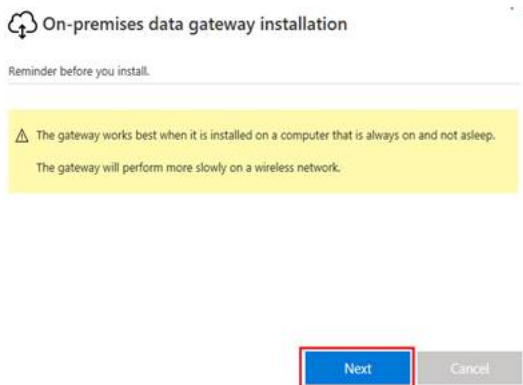 On-premises data gateway installation
Reminder before you install.
The gateway works best when it is installed on a computer that is always on and not asleep.
The gateway will perform more slowly on a wireless network.
Next
Cancel